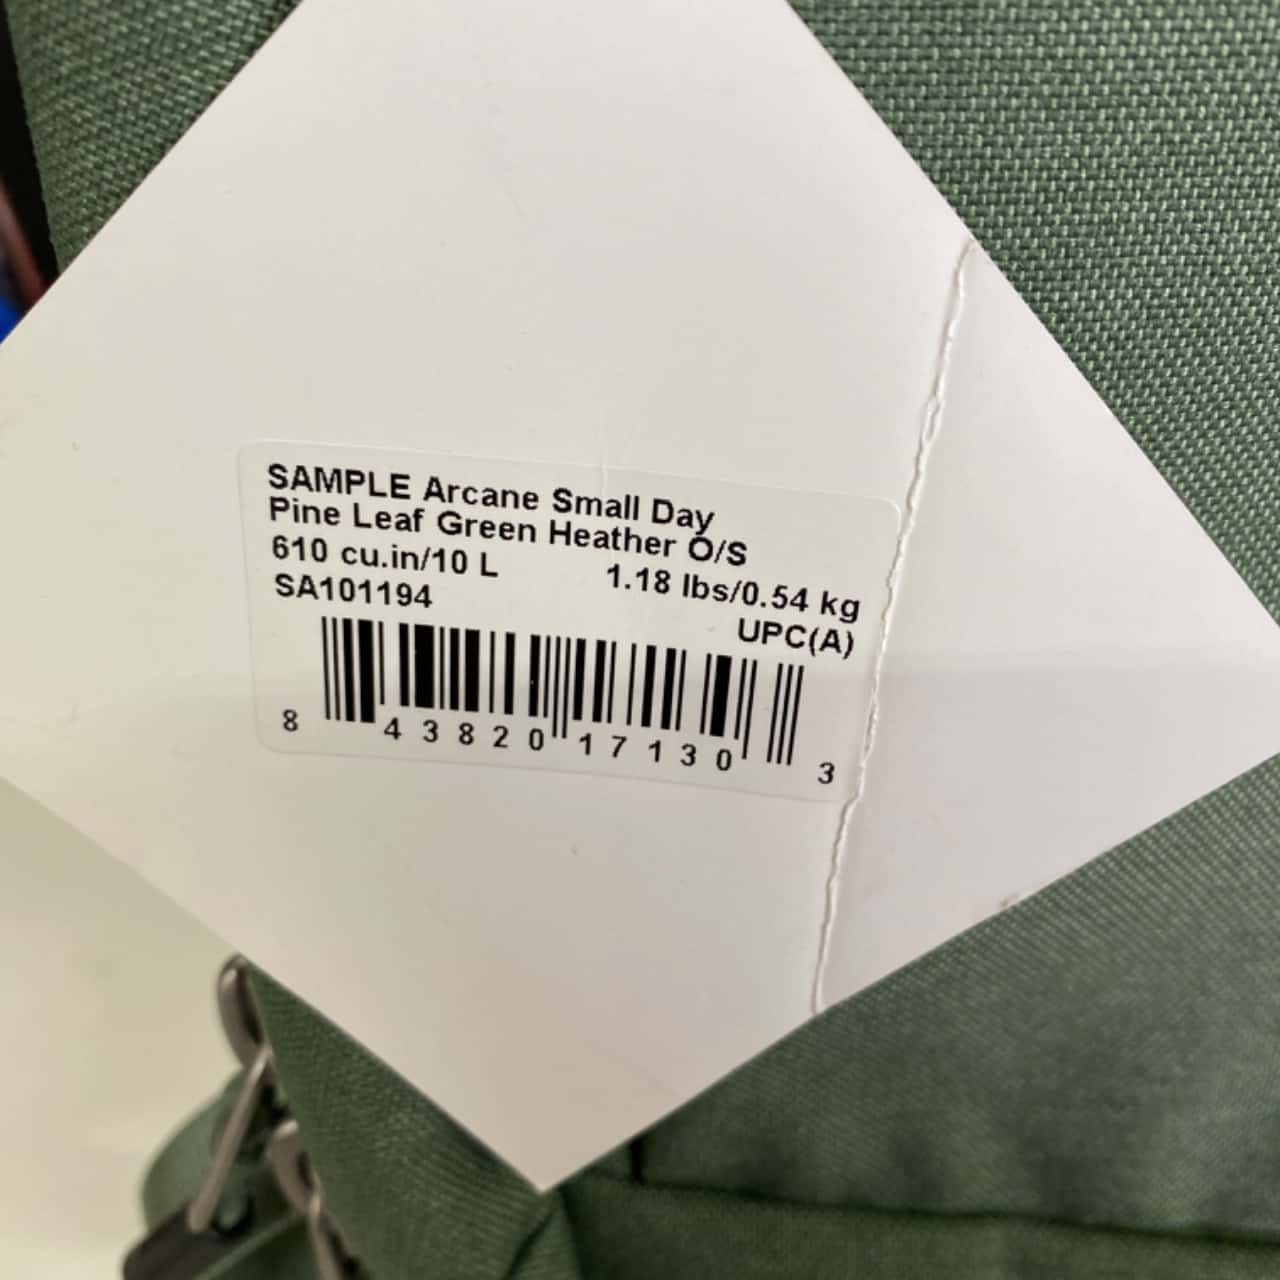 SAMPLE Arcane Small Day
Pine Leaf Green Heather O/S
610 cu.in/10 L 1.18 lbs/0.54 kg
SA101194 UPC(A)
8 43820 17130 3